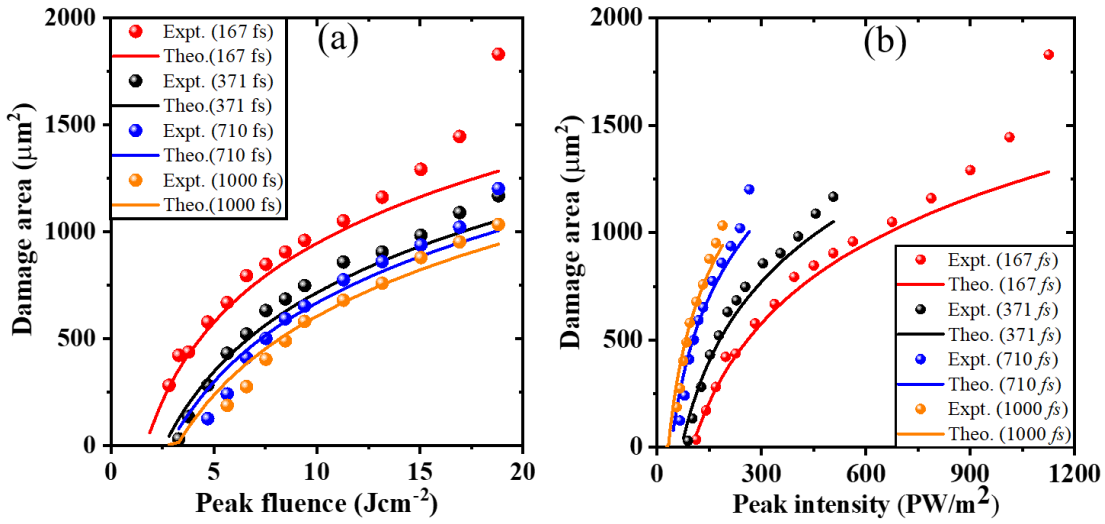 (a)
2000
1500
1000
500
0
Damage area (μm²)
Expt. (167 fs)
Theo.(167 fs)
Expt. (371 fs)
Theo.(371 fs)
Expt. (710 fs)
Theo.(710 fs)
Expt. (1000 fs)
Theo.(1000 fs)
0 5 10 15 20
Peak fluence (Jcm⁻²)
(b)
2000
1500
1000
500
0
Damage area (μm²)
Expt. (167 fs)
Theo. (167 fs)
Expt. (371 fs)
Theo. (371 fs)
Expt. (710 fs)
Theo. (710 fs)
Expt. (1000 fs)
Theo. (1000 fs)
0 300 600 900 1200
Peak intensity (PW/m²)